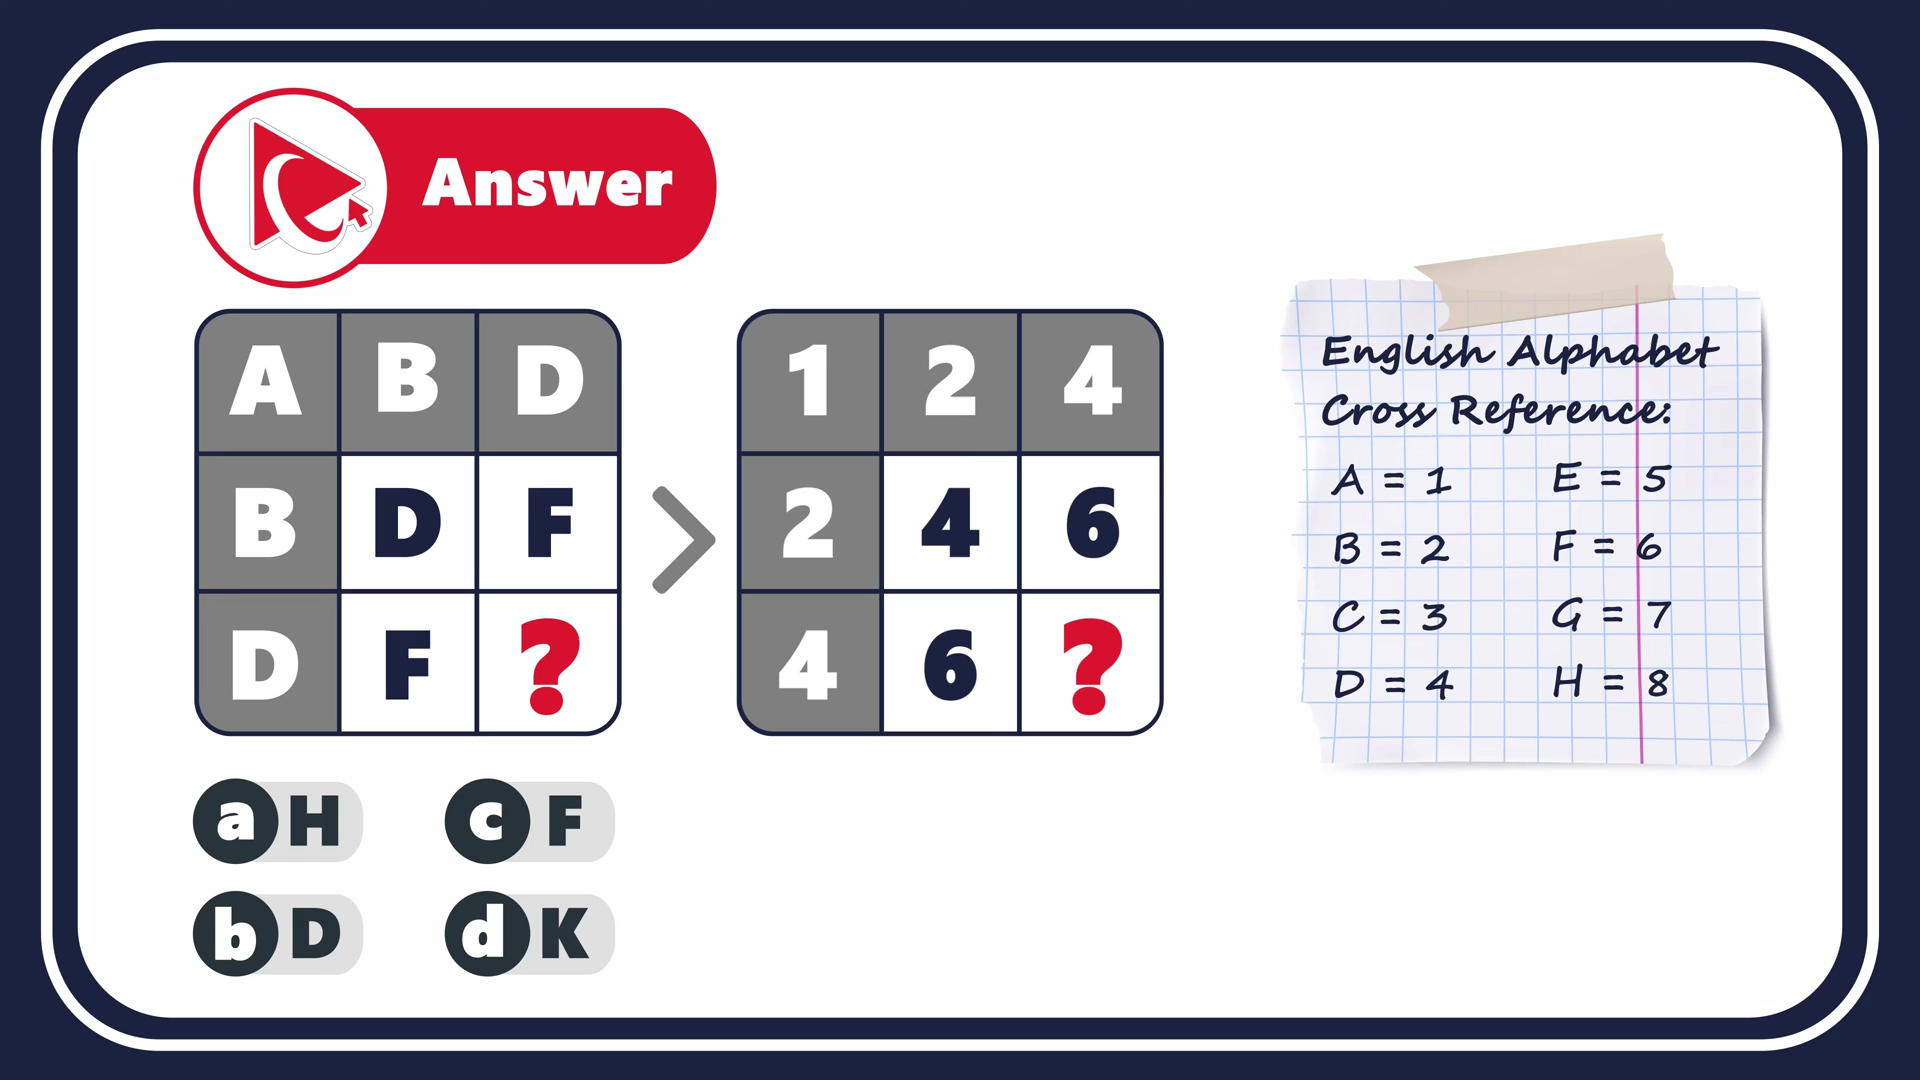 Answer
A B D
B D F
D F ?
1 2 4
2 4 6
4 6 ?
English Alphabet
Cross Reference:
A = 1 E = 5
B = 2 F = 6
C = 3 G = 7
D = 4 H = 8
a H c F
b D d K